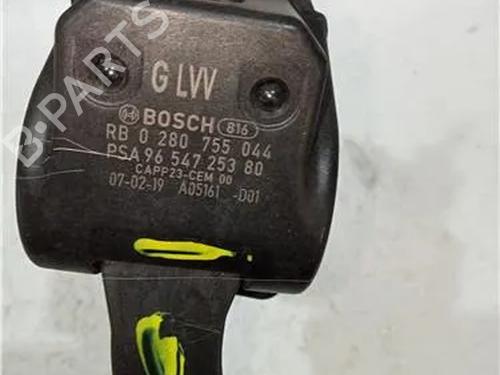 B-PARTS
GLW
BOSCH 816
RB 0 280 755 044
PSA 96 547 253 80
CAPP23-CEM 00
07-02-19 A05161 -D01